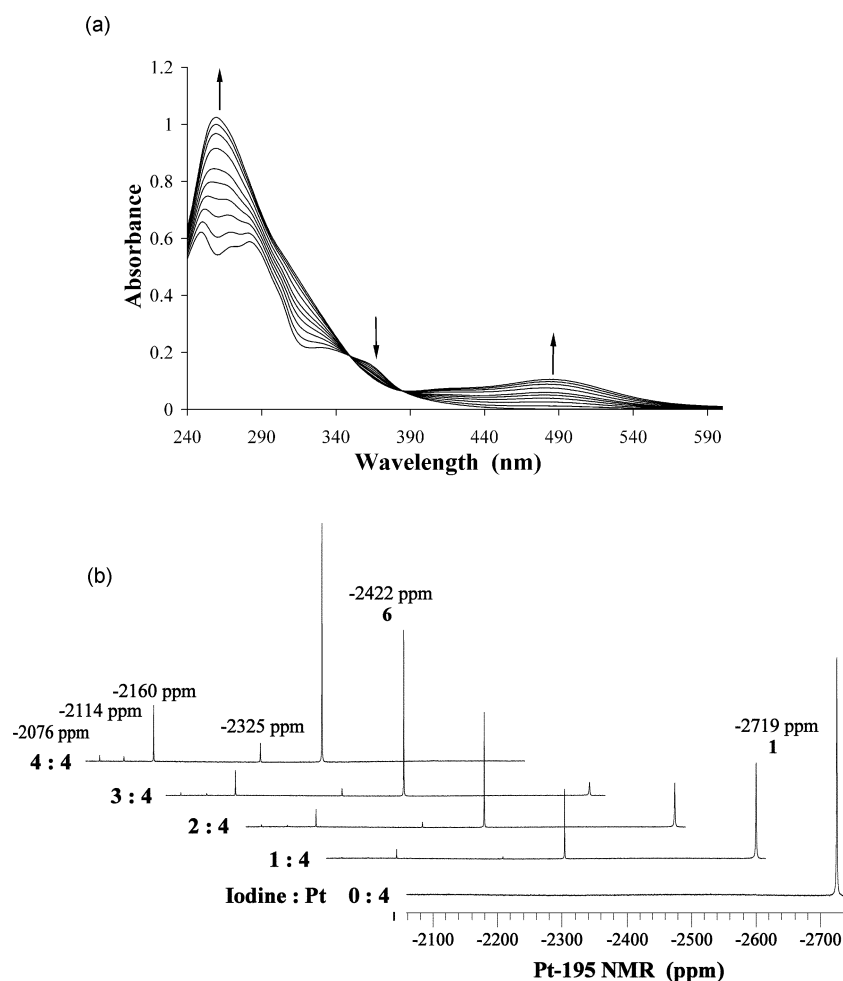 (a)
1.2
1
0.8
0.6
0.4
0.2
0
Absorbance
240 290 340 390 440 490 540 590
Wavelength (nm)
(b)
-2422 ppm
6
-2160 ppm
-2114 ppm
-2076 ppm
-2325 ppm
-2719 ppm
1
4 : 4
3 : 4
2 : 4
1 : 4
Iodine : Pt 0 : 4
-2100 -2200 -2300 -2400 -2500 -2600 -2700
Pt-195 NMR (ppm)